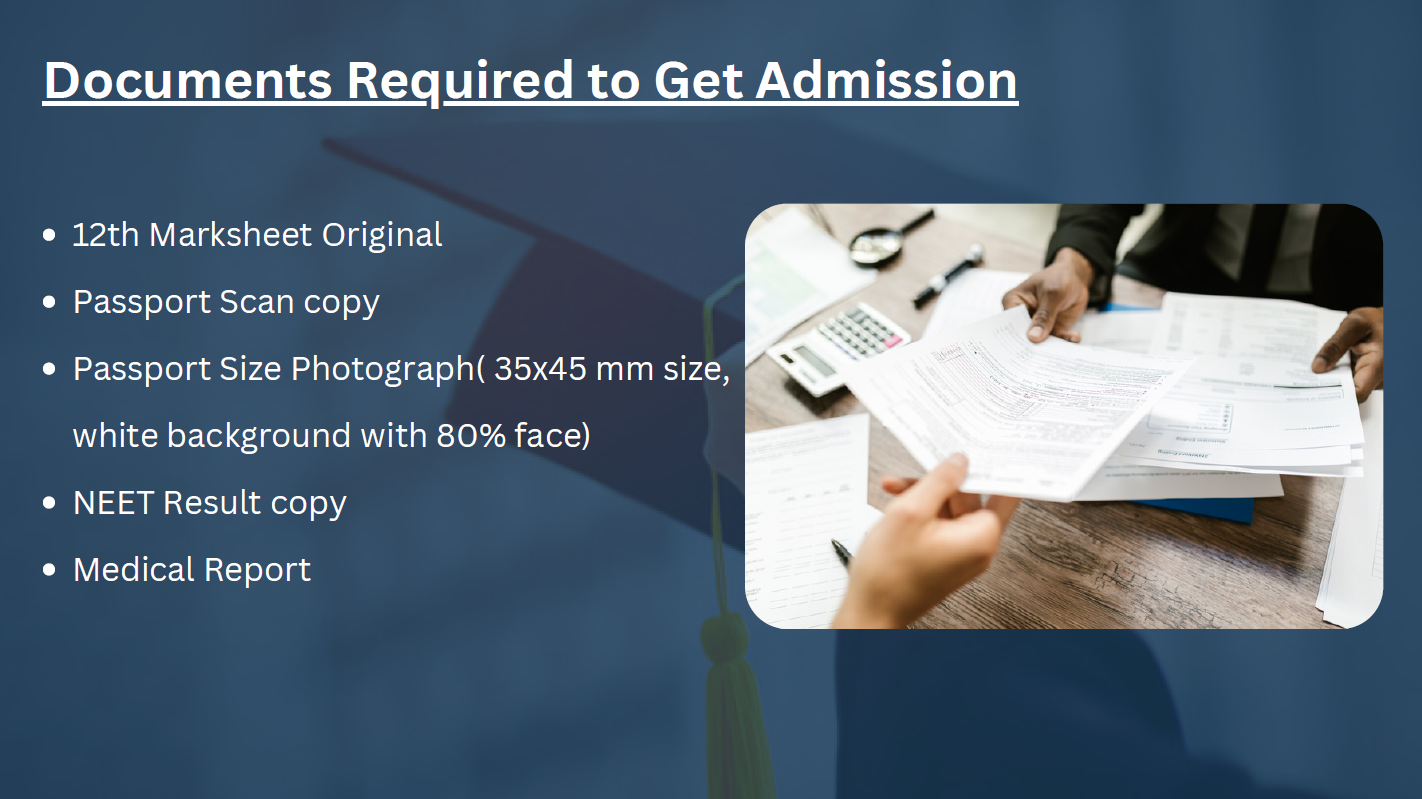 Documents Required to Get Admission
• 12th Marksheet Original
• Passport Scan copy
• Passport Size Photograph( 35x45 mm size,
white background with 80% face)
• NEET Result copy
• Medical Report